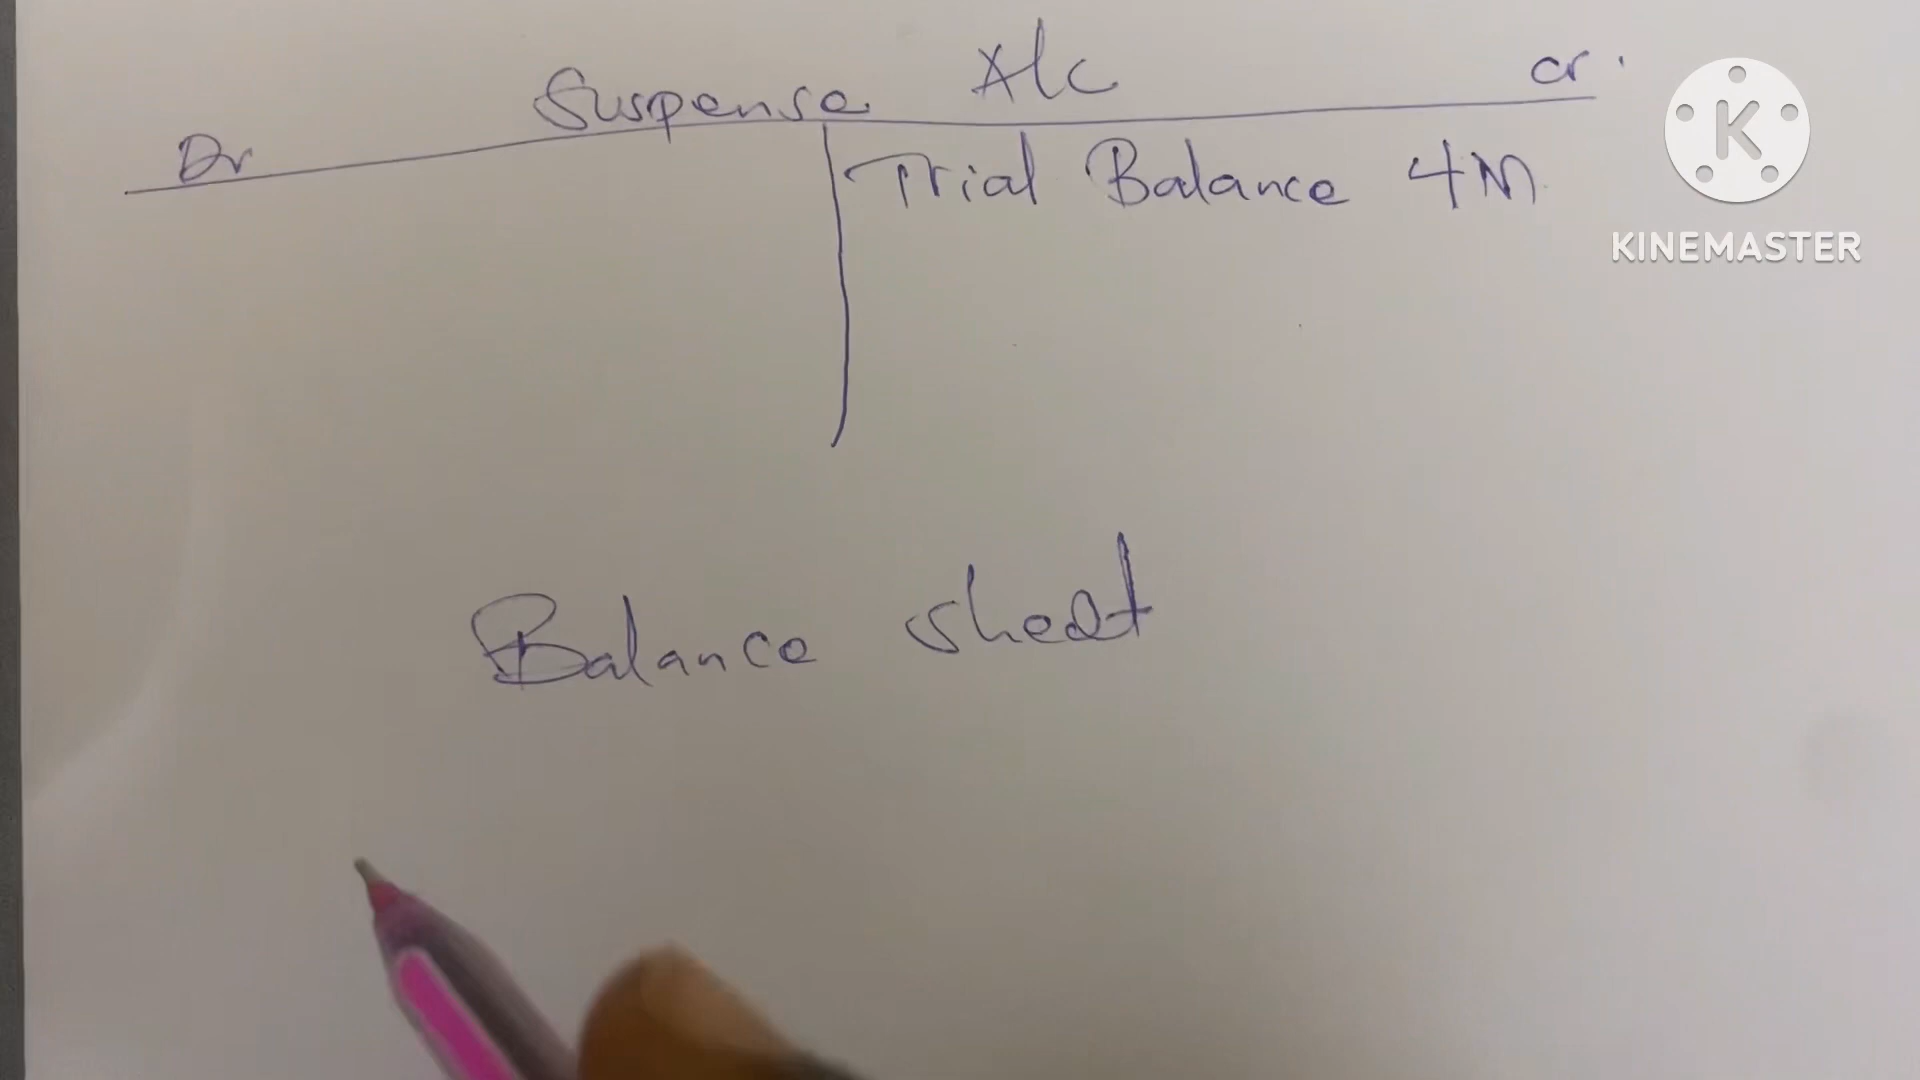 Suspense A/c
Dr
cr.
Trial Balance 4M
K
KINEMASTER
Balance sheet